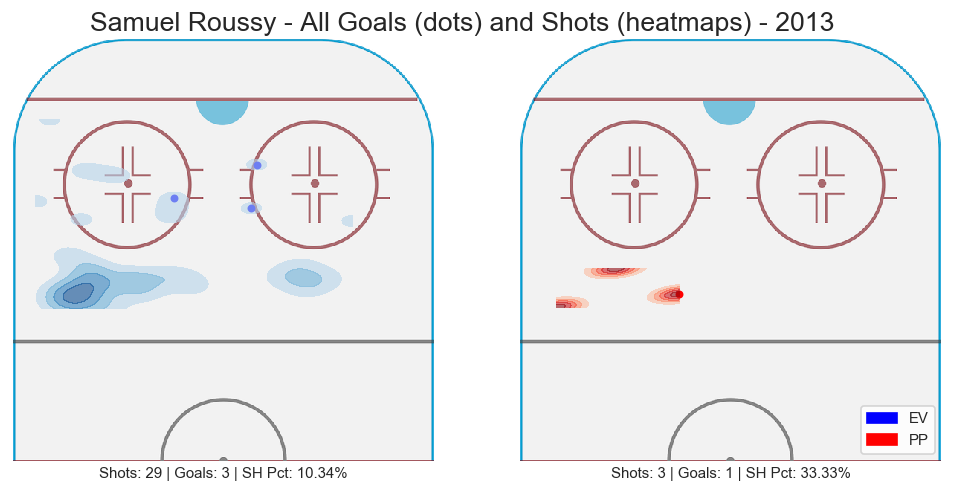 Samuel Roussy - All Goals (dots) and Shots (heatmaps) - 2013
EV
PP
Shots: 29 | Goals: 3 | SH Pct: 10.34%
Shots: 3 | Goals: 1 | SH Pct: 33.33%